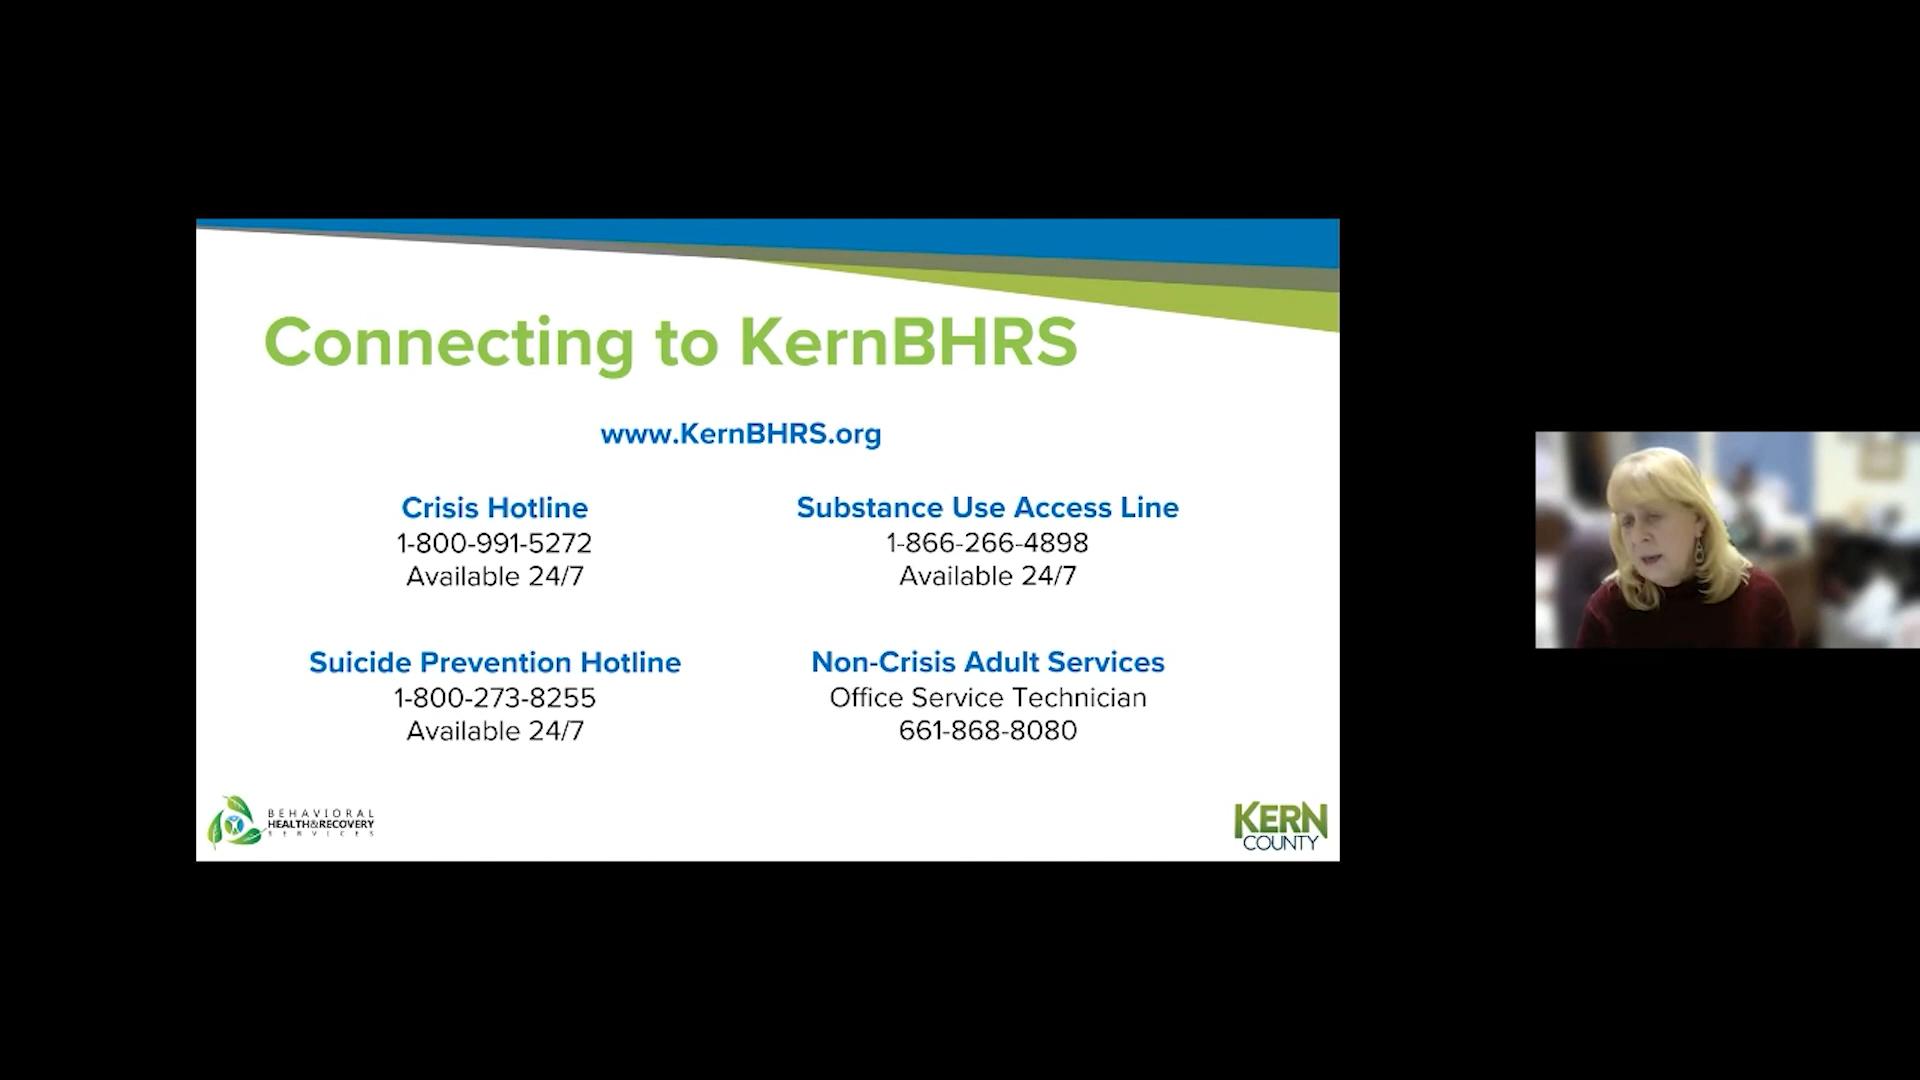 Connecting to KernBHRS
www.KernBHRS.org
Crisis Hotline
1-800-991-5272
Available 24/7
Substance Use Access Line
1-866-266-4898
Available 24/7
Suicide Prevention Hotline
1-800-273-8255
Available 24/7
Non-Crisis Adult Services
Office Service Technician
661-868-8080
BEHAVIORAL
HEALTH&RECOVERY
SERVICES
KERN
COUNTY